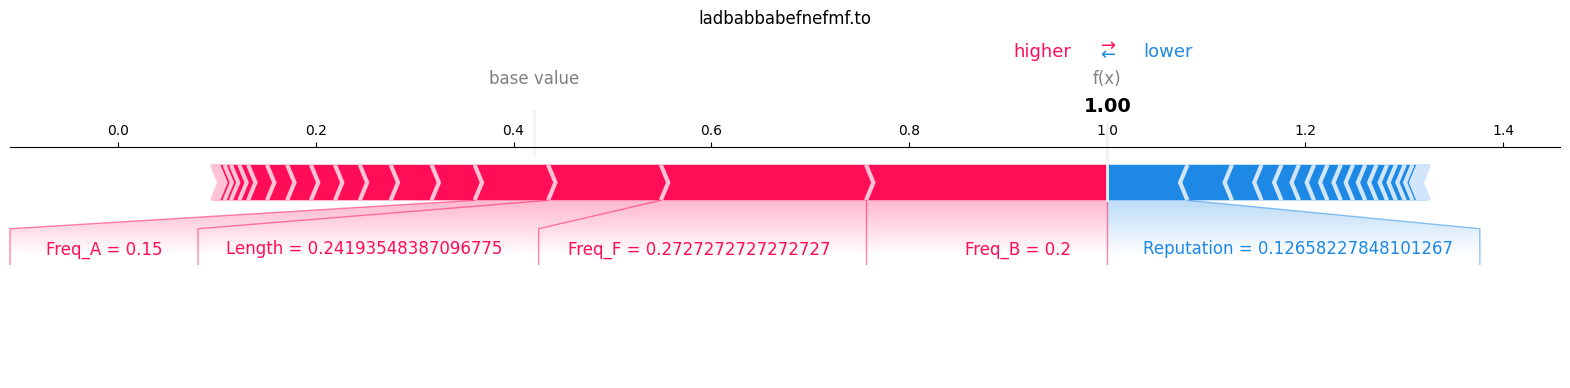 ladbabbabefnefmf.to
higher ⇄ lower
base value f(x)
1.00
0.0 0.2 0.4 0.6 0.8 1.0 1.2 1.4
Freq_A = 0.15 Length = 0.24193548387096775 Freq_F = 0.2727272727272727 Freq_B = 0.2 Reputation = 0.12658227848101267